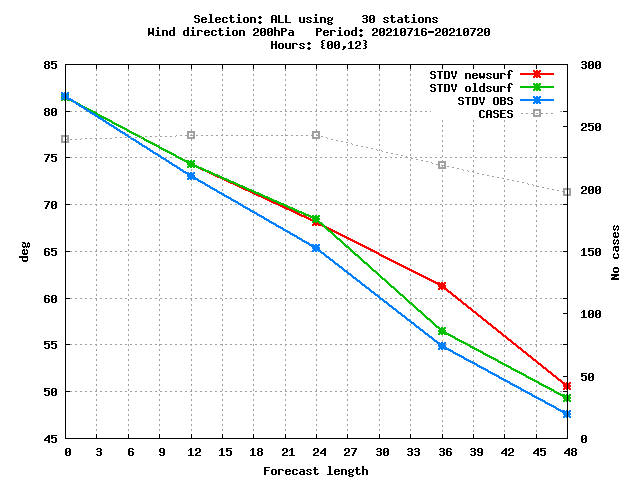 Selection: ALL using    30 stations
Wind direction 200hPa   Period: 20210716-20210720
Hours: {00,12}
85 80 75 70 65 60 55 50 45
deg
STDV newsurf
STDV oldsurf
STDV OBS
CASES
300 250 200 150 100 50 0
No cases
0 3 6 9 12 15 18 21 24 27 30 33 36 39 42 45 48
Forecast length